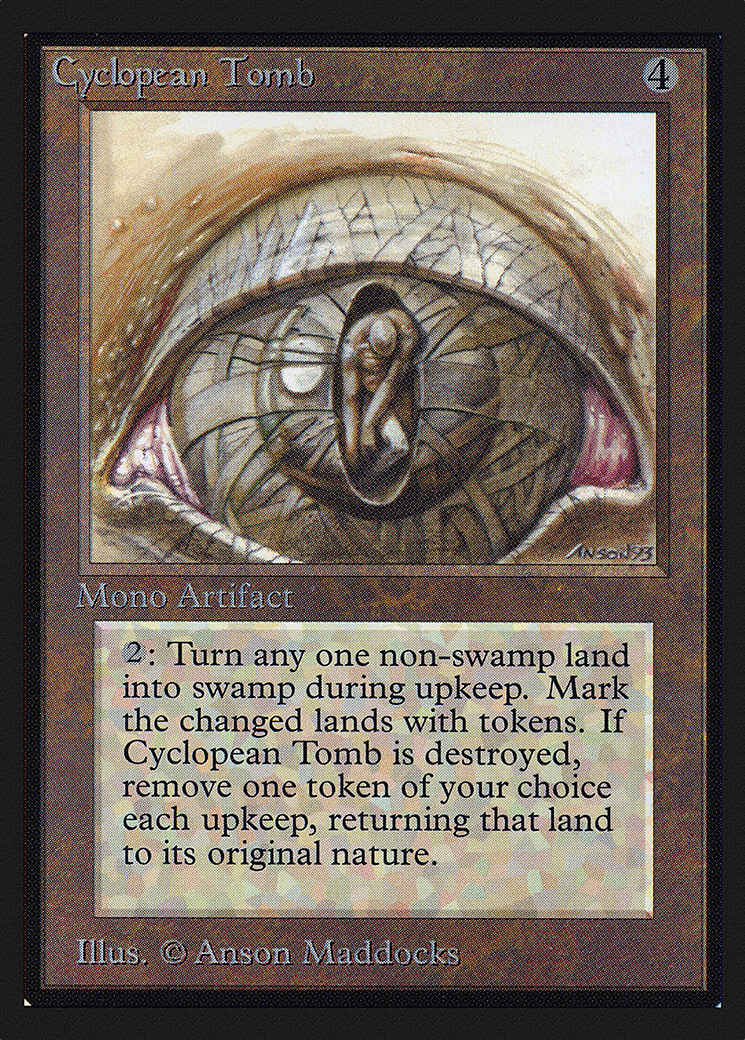 Cyclopean Tomb
4
ANSON93
Mono Artifact
2: Turn any one non-swamp land
into swamp during upkeep. Mark
the changed lands with tokens. If
Cyclopean Tomb is destroyed,
remove one token of your choice
each upkeep, returning that land
to its original nature.
Illus. © Anson Maddocks